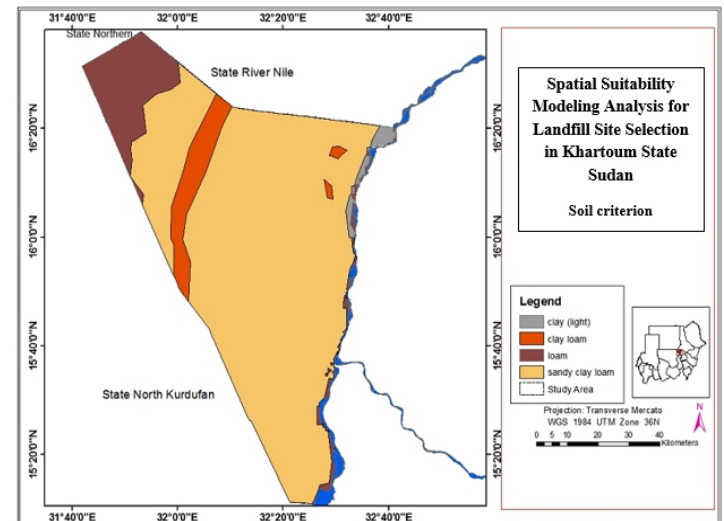 31°40'0"E 32°0'0"E 32°20'0"E 32°40'0"E
State Northern
State River Nile
State North Kurdufan
16°20'0"N
16°0'0"N
15°40'0"N
15°20'0"N
16°20'0"N
16°0'0"N
15°40'0"N
15°20'0"N
31°40'0"E 32°0'0"E 32°20'0"E 32°40'0"E
Spatial Suitability
Modeling Analysis for
Landfill Site Selection
in Khartoum State
Sudan
Soil criterion
Legend
clay (light)
clay loam
loam
sandy clay loam
Study Area
Projection: Transverse Mercato
WGS 1984 UTM Zone 36N
0 5 10 20 30 40
Kilometers
N